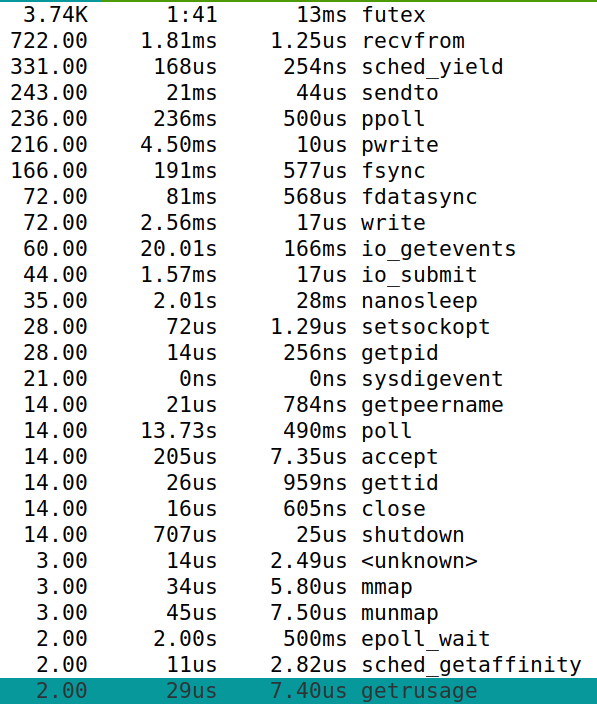 3.74K 1:41 13ms futex
722.00 1.81ms 1.25us recvfrom
331.00 168us 254ns sched_yield
243.00 21ms 44us sendto
236.00 236ms 500us ppoll
216.00 4.50ms 10us pwrite
166.00 191ms 577us fsync
72.00 81ms 568us fdatasync
72.00 2.56ms 17us write
60.00 20.01s 166ms io_getevents
44.00 1.57ms 17us io_submit
35.00 2.01s 28ms nanosleep
28.00 72us 1.29us setsockopt
28.00 14us 256ns getpid
21.00 0ns 0ns sysdigevent
14.00 21us 784ns getpeername
14.00 13.73s 490ms poll
14.00 205us 7.35us accept
14.00 26us 959ns gettid
14.00 16us 605ns close
14.00 707us 25us shutdown
3.00 14us 2.49us <unknown>
3.00 34us 5.80us mmap
3.00 45us 7.50us munmap
2.00 2.00s 500ms epoll_wait
2.00 11us 2.82us sched_getaffinity
2.00 29us 7.40us getrusage